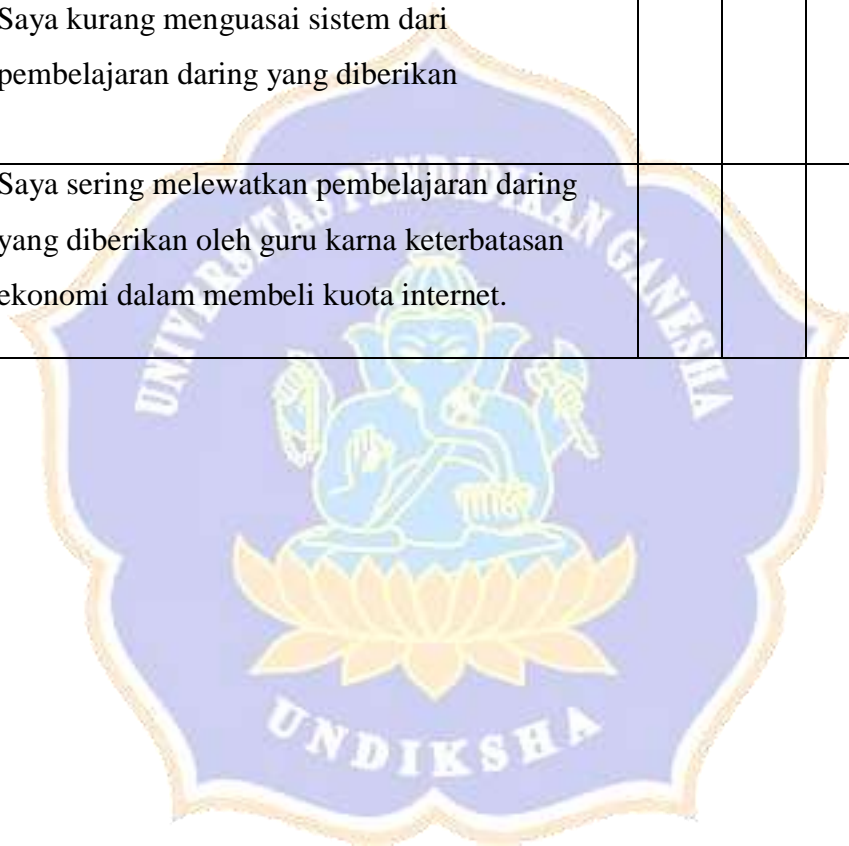 Saya kurang menguasai sistem dari
pembelajaran daring yang diberikan
Saya sering melewatkan pembelajaran daring
yang diberikan oleh guru karna keterbatasan
ekonomi dalam membeli kuota internet.
UNIVERSITAS PENDIDIKAN GANESHA
UNDIKSHA